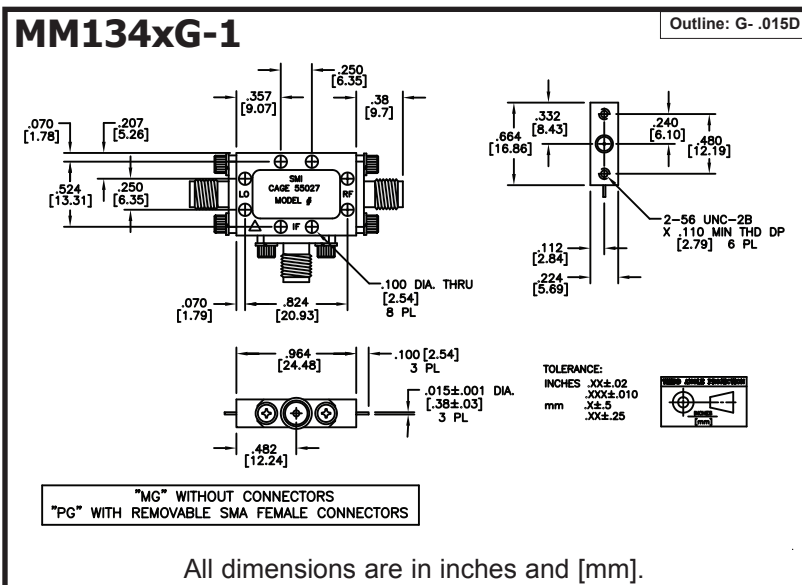 MM134xG-1
Outline: G- .015D
.250
[6.35]
.357
[9.07]
.38
[9.7]
.070
[1.78]
.207
[5.26]
.524
[13.31]
.250
[6.35]
SMI
CAGE 55027
MODEL #
LO
RF
IF
.100 DIA. THRU
[2.54]
8 PL
.070
[1.79]
.824
[20.93]
.332
[8.43]
.664
[16.86]
.240
[6.10]
.480
[12.19]
2-56 UNC-2B
X .110 MIN THD DP
[2.79] 6 PL
.112
[2.84]
.224
[5.69]
.964
[24.48]
.100 [2.54]
3 PL
.015±.001 DIA.
[.38±.03]
3 PL
.482
[12.24]
TOLERANCE:
INCHES .XX±.02
.XXX±.010
mm .X±.5
.XX±.25
THIRD ANGLE PROJECTION
INCHES
[mm]
"MG" WITHOUT CONNECTORS
"PG" WITH REMOVABLE SMA FEMALE CONNECTORS
All dimensions are in inches and [mm].